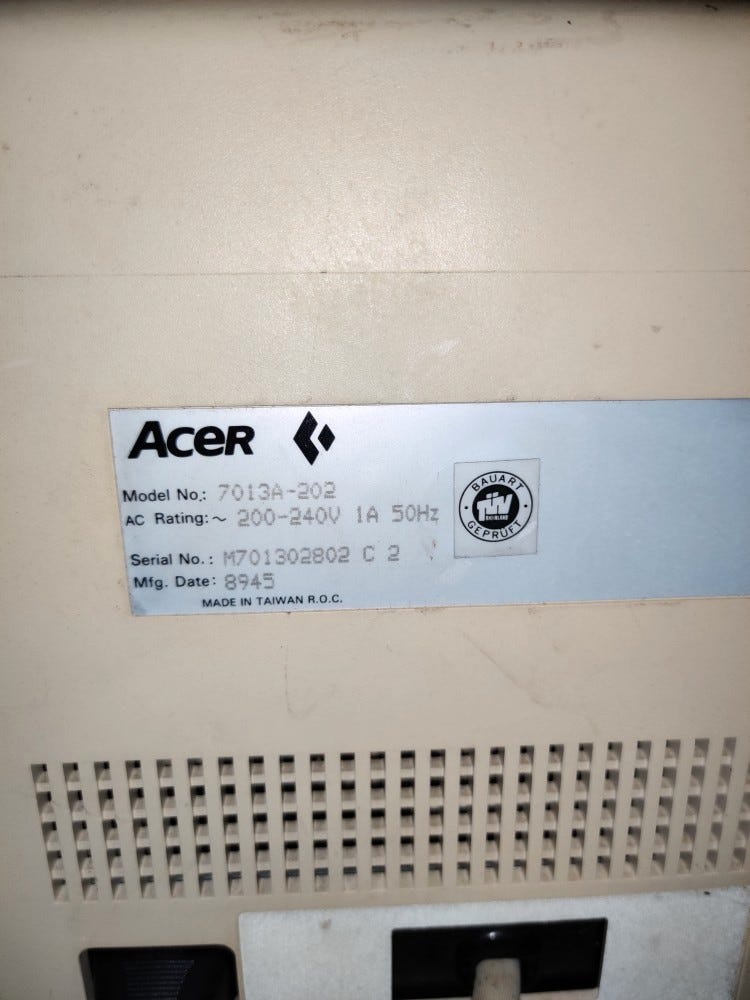 Acer
Model No.: 7013A-202
AC Rating: ~ 200-240V 1A 50Hz
BAUART
TÜV
GEPRÜFT
Serial No.: M701302802 C 2
Mfg. Date: 8945
MADE IN TAIWAN R.O.C.